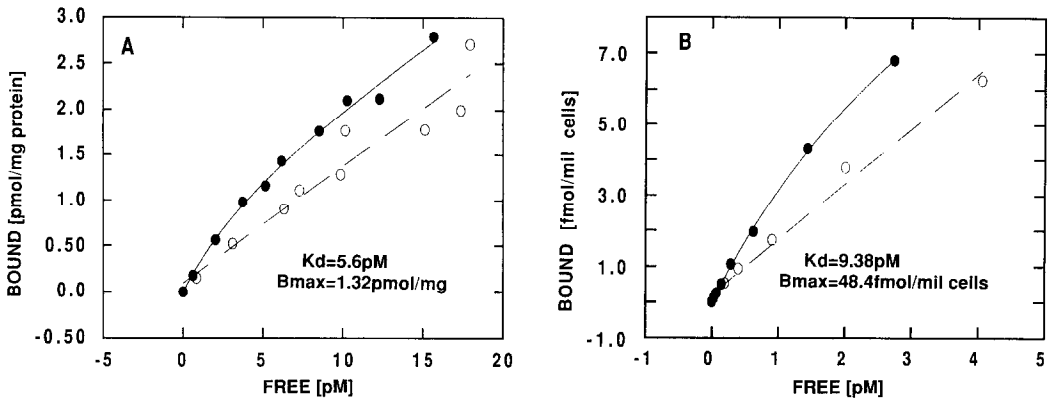 A
BOUND [pmol/mg protein]
3.0
2.5
2.0
1.5
1.0
0.50
0.0
-0.50
Kd=5.6pM
Bmax=1.32pmol/mg
-5
0
5
10
15
20
FREE [pM]
B
BOUND [fmol/mil cells]
7.0
5.0
3.0
1.0
-1.0
Kd=9.38pM
Bmax=48.4fmol/mil cells
-1
0
1
2
3
4
5
FREE [pM]